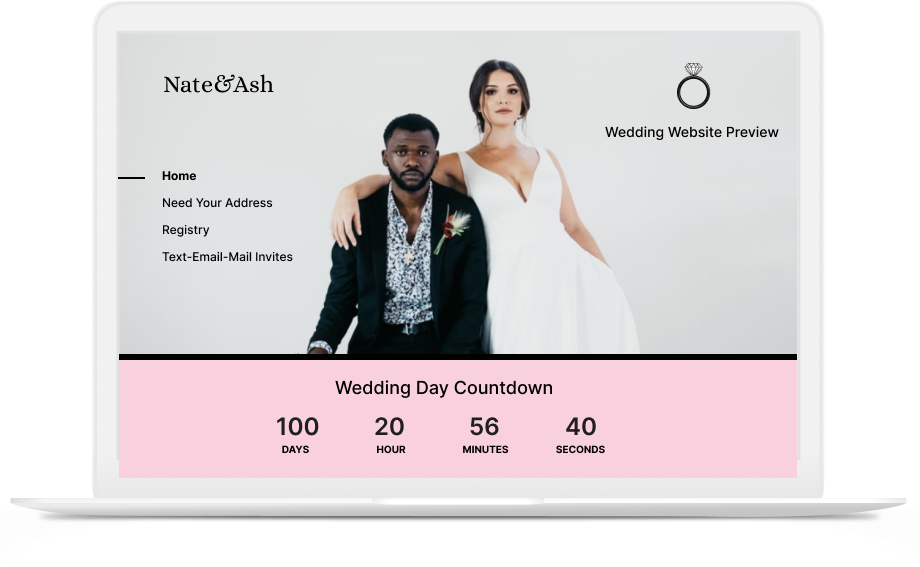 Nate&Ash
Wedding Website Preview
Home
Need Your Address
Registry
Text-Email-Mail Invites
Wedding Day Countdown
100 20 56 40
DAYS HOUR MINUTES SECONDS